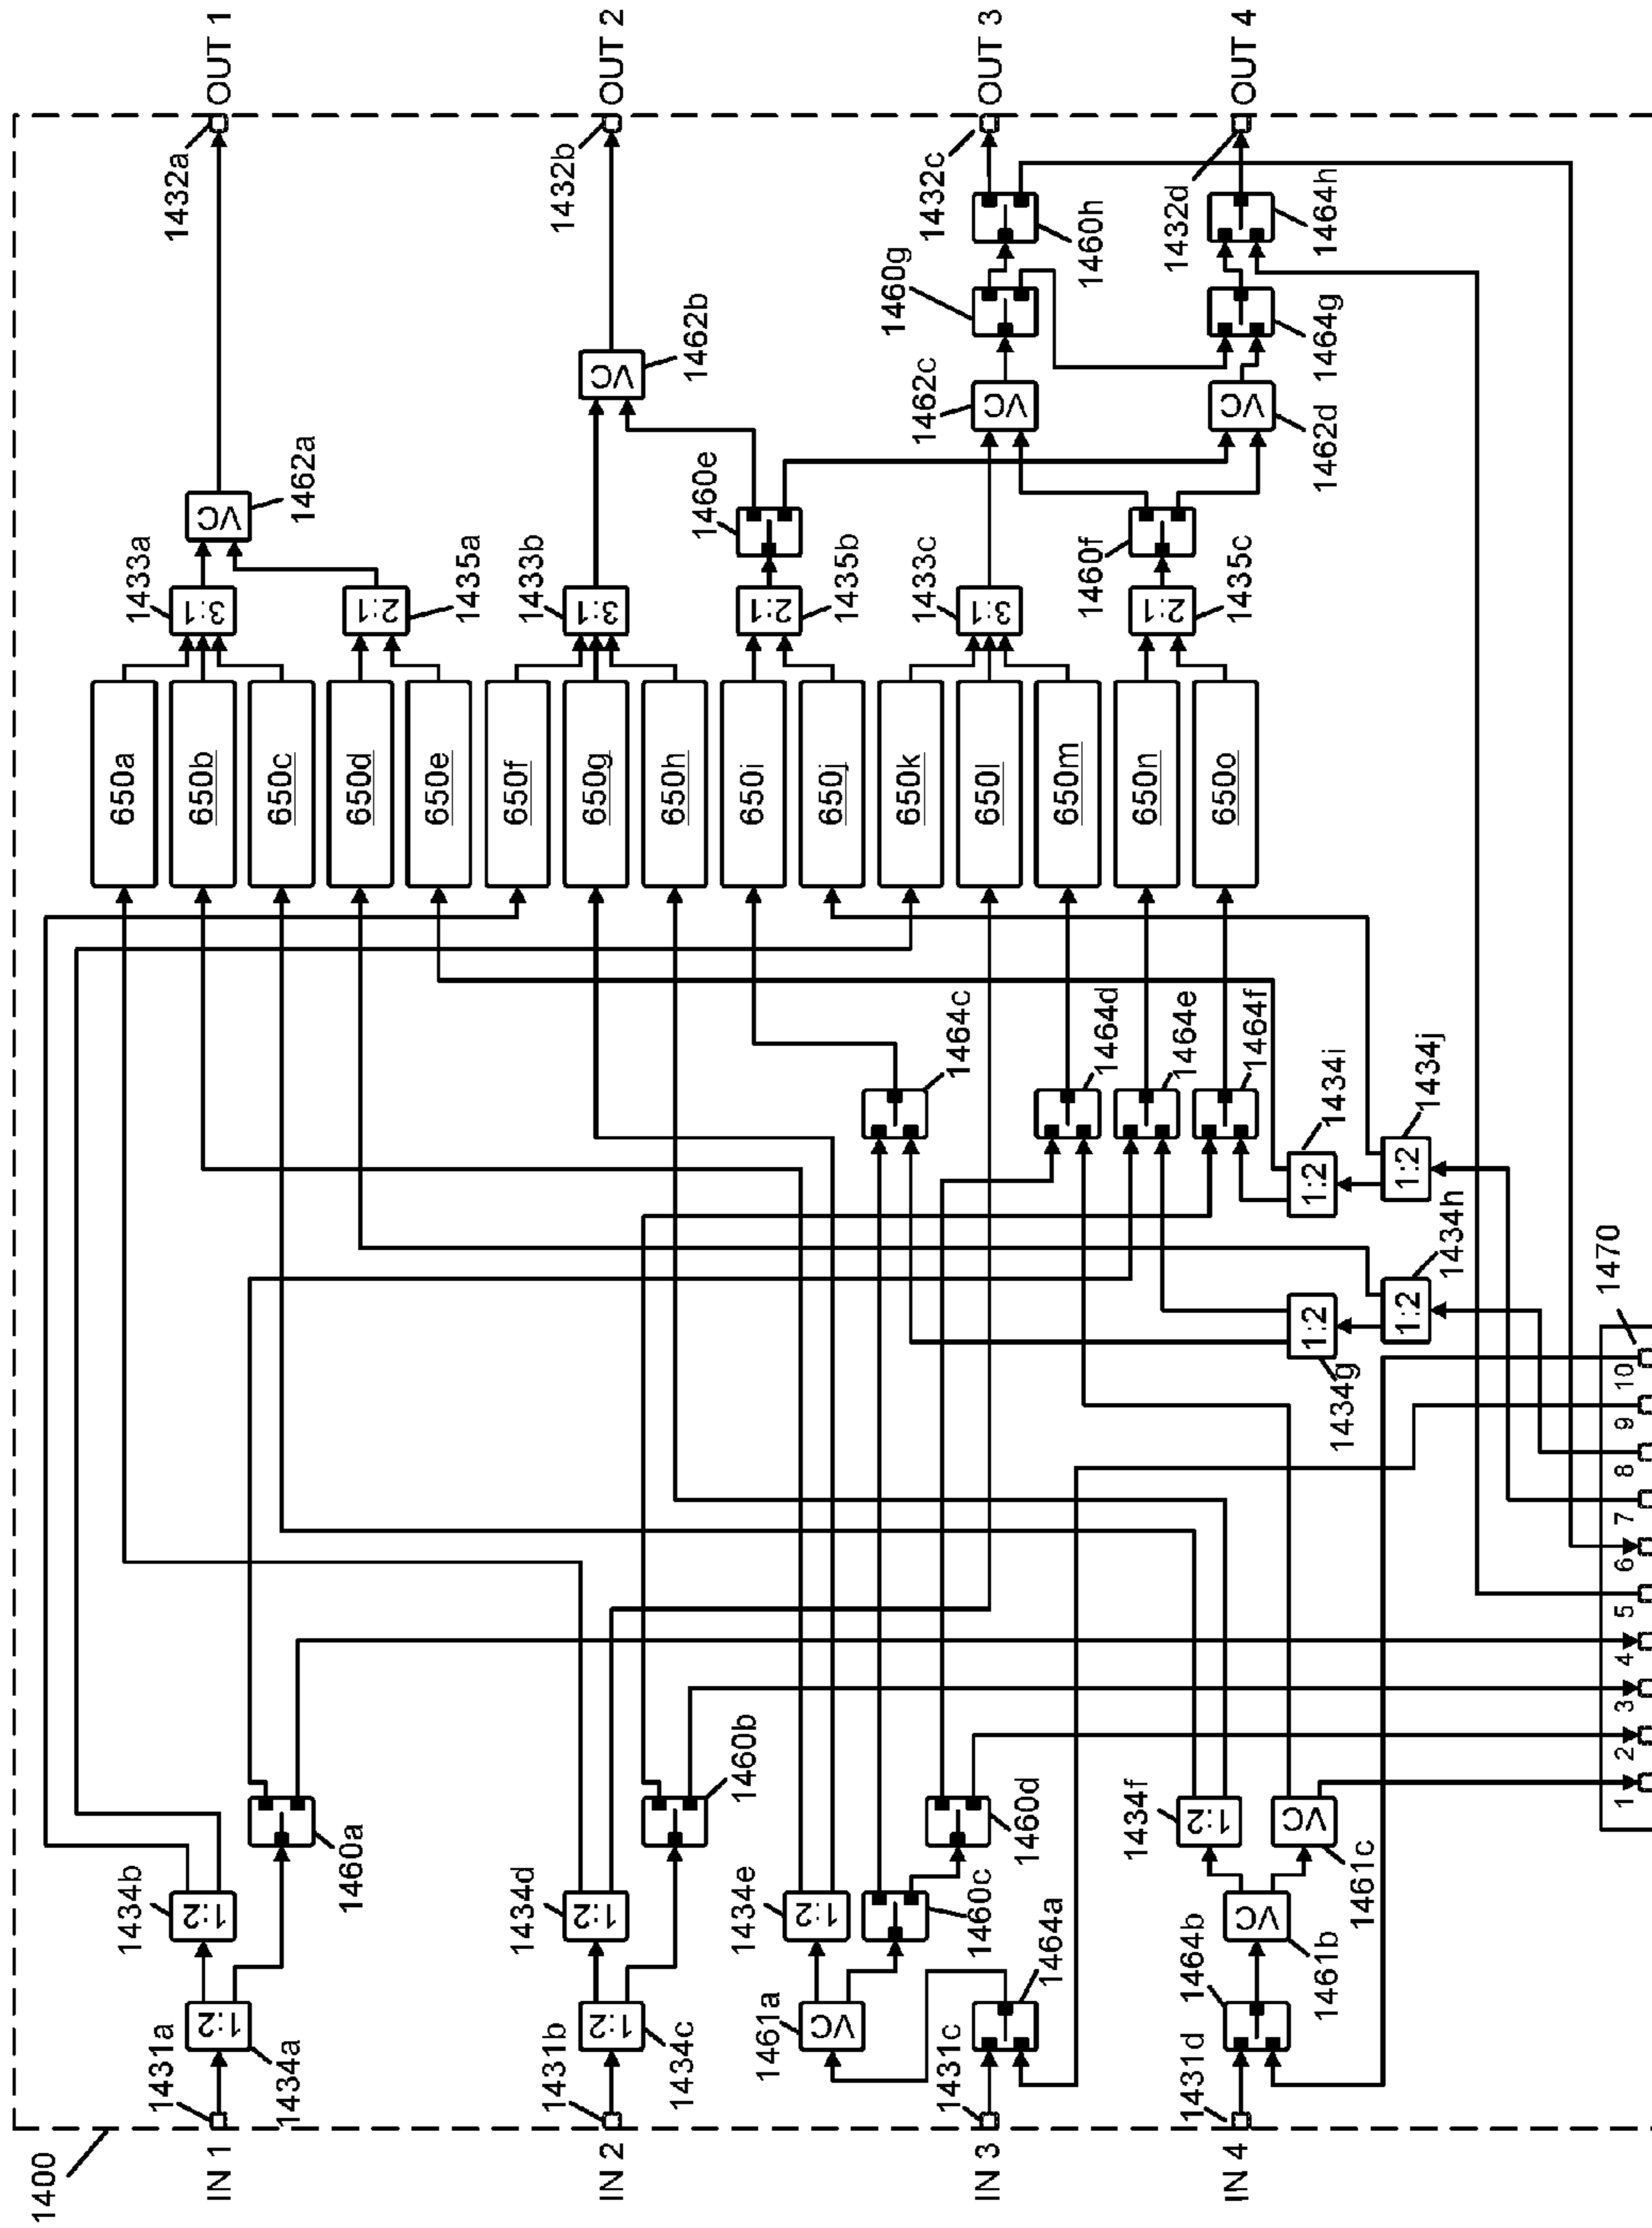 1400
IN 1
1431a
1:2
1434a
1434b
1:2
1460a
IN 2
1431b
1:2
1434c
1434d
1:2
1460b
1461a
VC
1434e
1:2
1460c
1460d
IN 3
1431c
1464a
IN 4
1431d
1464b
VC
1461b
1434f
1:2
VC
1461c
1464c
1464d
1464e
1464f
1:2
1434g
1:2
1434h
1:2
1434i
1:2
1434j
650a
650b
650c
650d
650e
650f
650g
650h
650i
650j
650k
650l
650m
650n
650o
1433a
3:1
2:1
1435a
VC
1462a
1432a
OUT 1
1433b
3:1
1460e
2:1
1435b
VC
1462b
1432b
OUT 2
1433c
3:1
1460f
2:1
1435c
1462c
VC
1460g
1460h
1432c
OUT 3
VC
1462d
1464g
1464h
1432d
OUT 4
1 2 3 4 5 6 7 8 9 10
1470